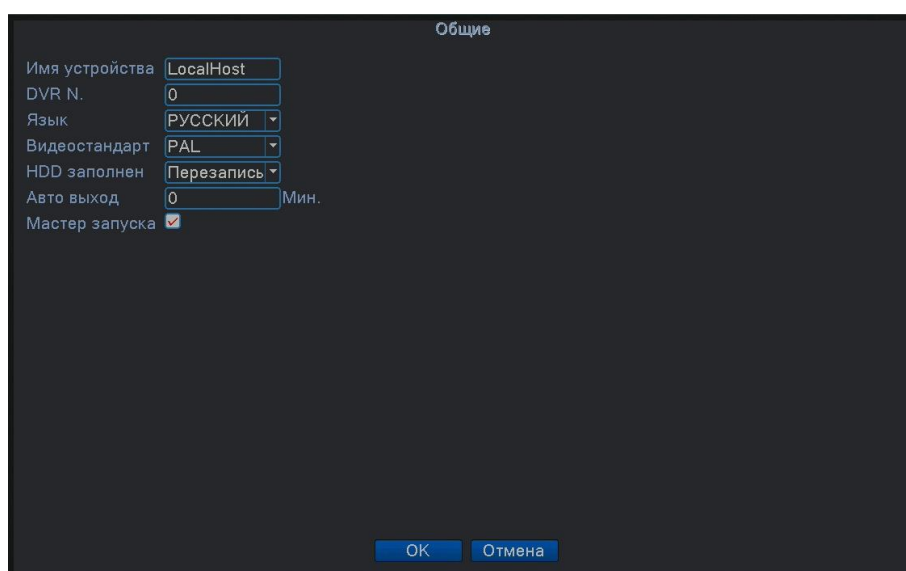 Общие
Имя устройства LocalHost
DVR N. 0
Язык РУССКИЙ
Видеостандарт PAL
HDD заполнен Перезапись
Авто выход 0 Мин.
Мастер запуска
OK Отмена